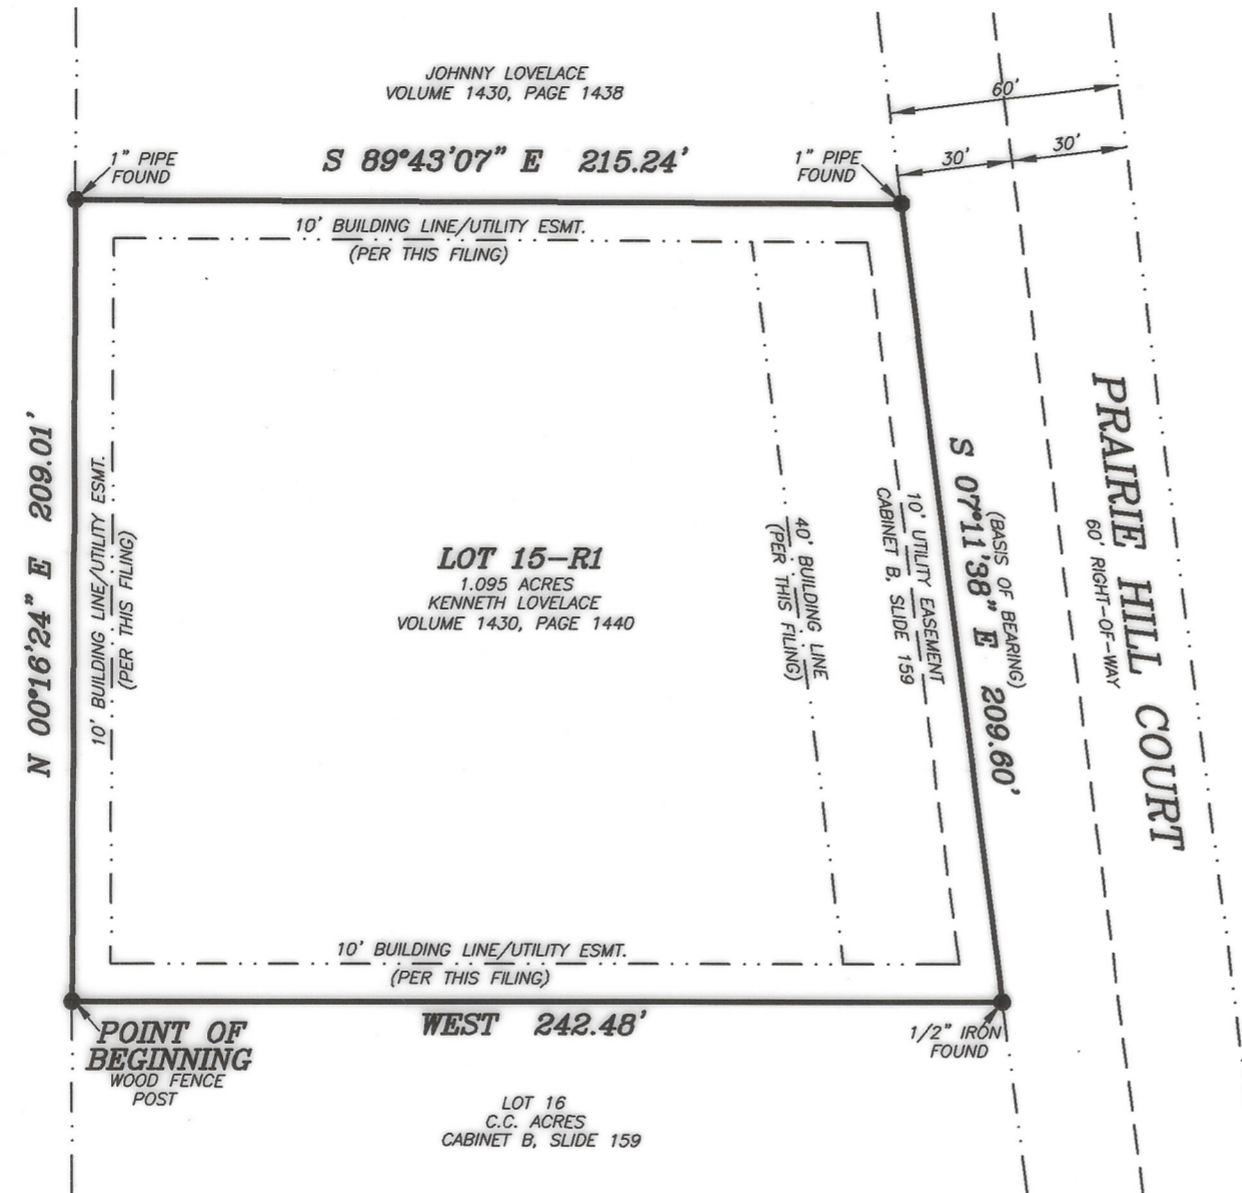 JOHNNY LOVELACE
VOLUME 1430, PAGE 1438
60'
30'
30'
S 89°43'07" E 215.24'
1" PIPE
FOUND
1" PIPE
FOUND
10' BUILDING LINE/UTILITY ESMT.
(PER THIS FILING)
N 00°16'24" E 209.01'
10' BUILDING LINE/UTILITY ESMT.
(PER THIS FILING)
LOT 15-R1
1.095 ACRES
KENNETH LOVELACE
VOLUME 1430, PAGE 1440
40' BUILDING LINE
(PER THIS FILING)
10' UTILITY EASEMENT
CABINET B, SLIDE 159
(BASIS OF BEARING)
S 07°11'38" E 209.60'
PRAIRIE HILL COURT
60' RIGHT-OF-WAY
10' BUILDING LINE/UTILITY ESMT.
(PER THIS FILING)
WEST 242.48'
POINT OF
BEGINNING
WOOD FENCE
POST
1/2" IRON
FOUND
LOT 16
C.C. ACRES
CABINET B, SLIDE 159